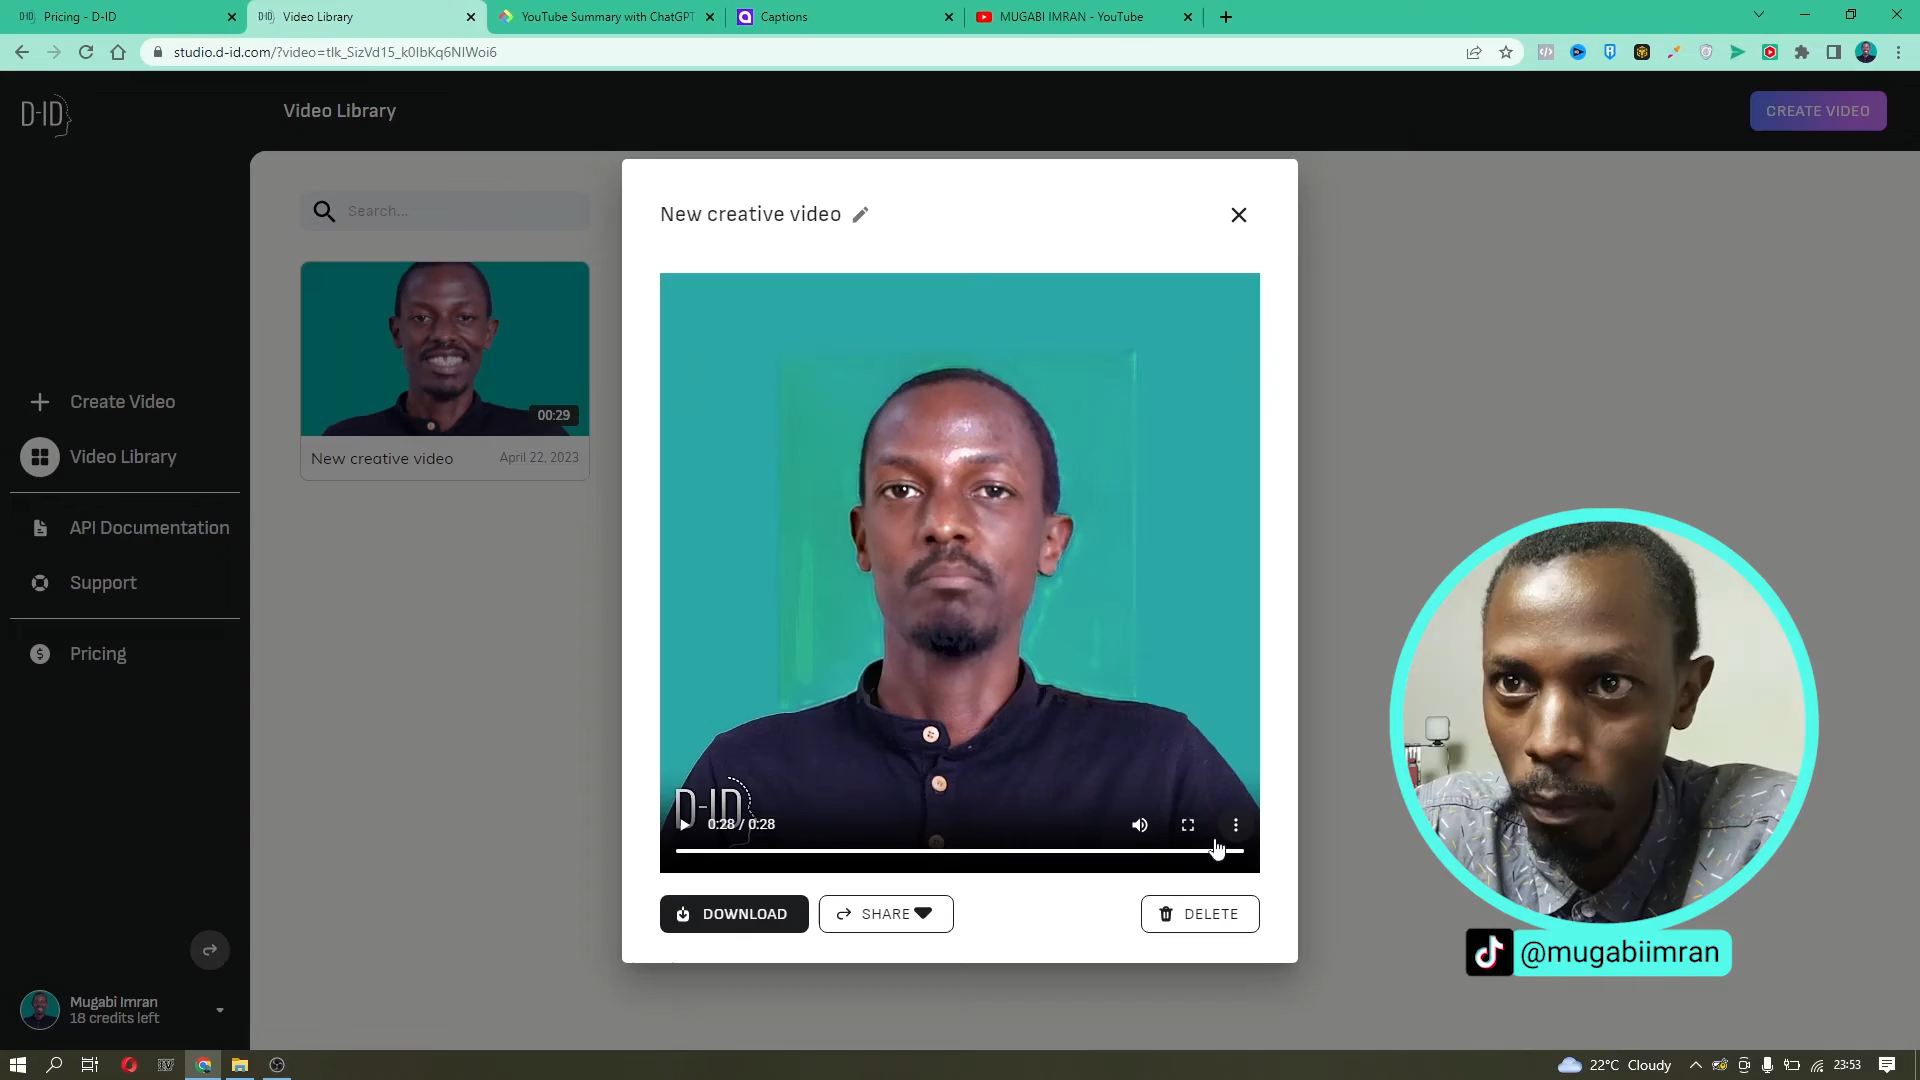 Pricing - D-ID
Video Library
YouTube Summary with ChatGPT
Captions
MUGABI IMRAN - YouTube
studio.d-id.com/?video=tlk_SizVd15_k0IbKq6NIWoi6
D-ID
Video Library
CREATE VIDEO
Search...
New creative video
00:29
New creative video
April 22, 2023
Create Video
Video Library
API Documentation
Support
Pricing
D-ID
0:28 / 0:28
DOWNLOAD
SHARE
DELETE
@mugabiimran
Mugabi Imran
18 credits left
22°C Cloudy
23:53